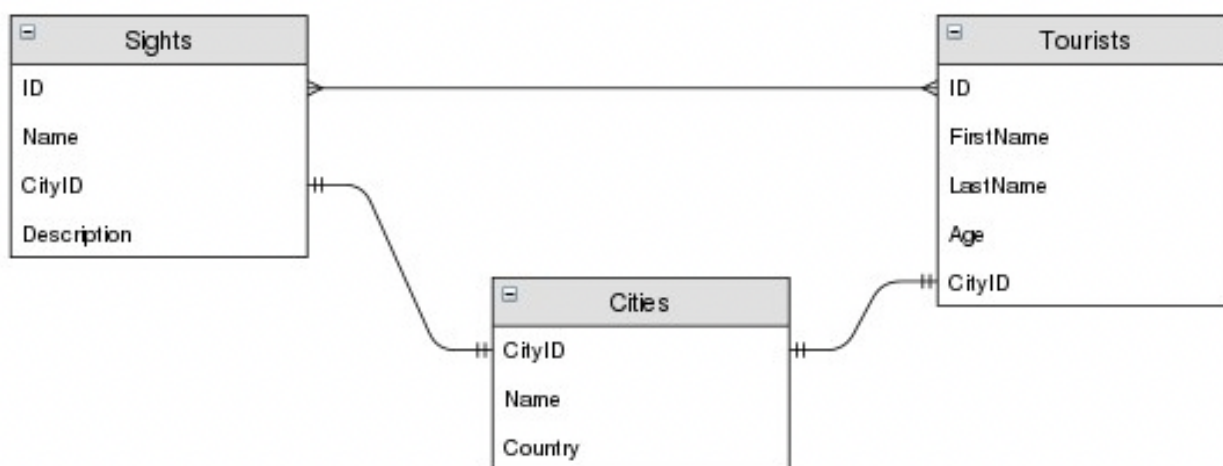 Sights
ID
Name
CityID
Description
Tourists
ID
FirstName
LastName
Age
CityID
Cities
CityID
Name
Country